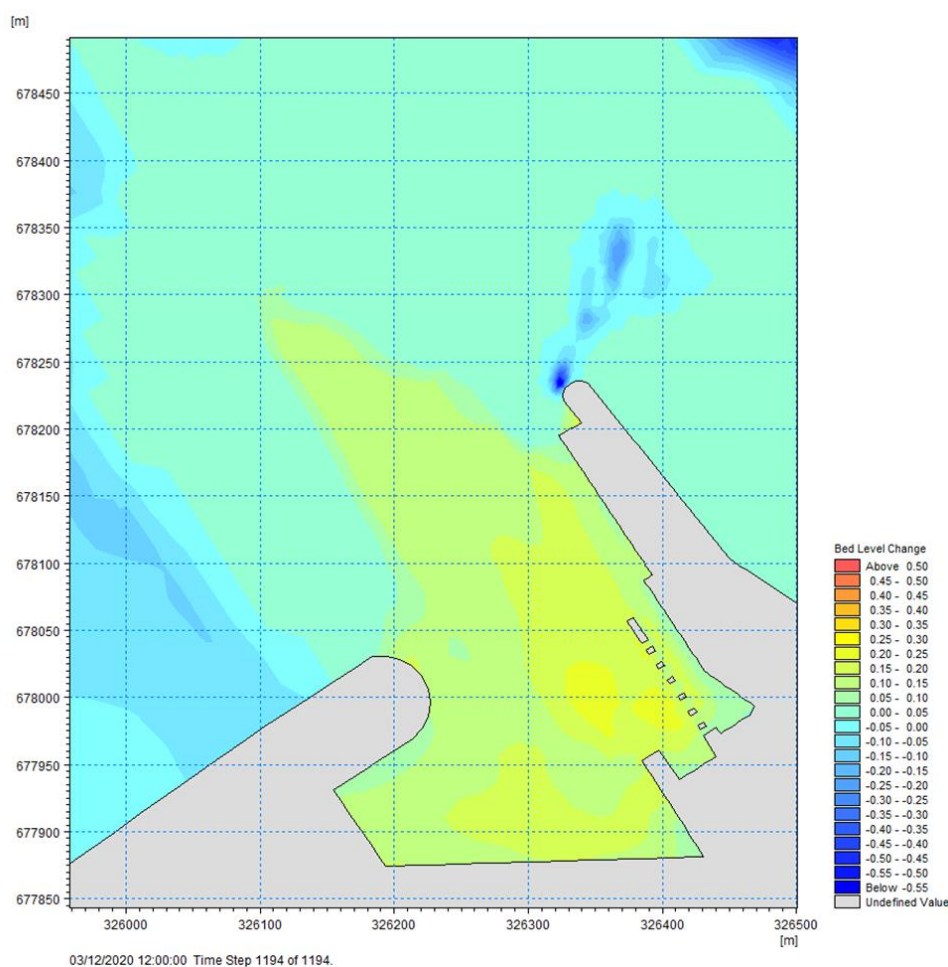 [m]
678450
678400
678350
678300
678250
678200
678150
678100
678050
678000
677950
677900
677850
326000
326100
326200
326300
326400
326500
[m]
03/12/2020 12:00:00 Time Step 1194 of 1194.
Bed Level Change
Above 0.50
0.45 - 0.50
0.40 - 0.45
0.35 - 0.40
0.30 - 0.35
0.25 - 0.30
0.20 - 0.25
0.15 - 0.20
0.10 - 0.15
0.05 - 0.10
0.00 - 0.05
-0.05 - 0.00
-0.10 - -0.05
-0.15 - -0.10
-0.20 - -0.15
-0.25 - -0.20
-0.30 - -0.25
-0.35 - -0.30
-0.40 - -0.35
-0.45 - -0.40
-0.50 - -0.45
-0.55 - -0.50
Below -0.55
Undefined Value